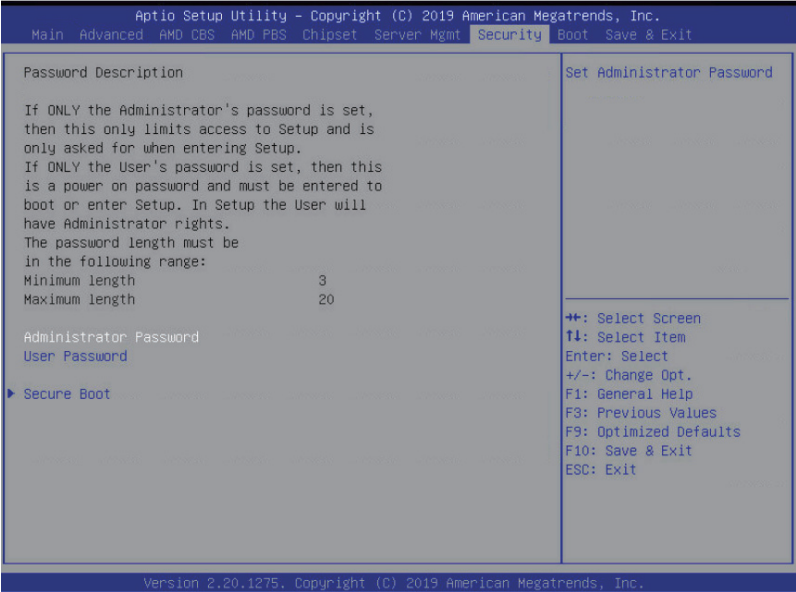 Aptio Setup Utility - Copyright (C) 2019 American Megatrends, Inc.
Main Advanced AMD CBS AMD PBS Chipset Server Mgmt Security Boot Save & Exit
Password Description
If ONLY the Administrator's password is set,
then this only limits access to Setup and is
only asked for when entering Setup.
If ONLY the User's password is set, then this
is a power on password and must be entered to
boot or enter Setup. In Setup the User will
have Administrator rights.
The password length must be
in the following range:
Minimum length 3
Maximum length 20
Administrator Password
User Password
Secure Boot
Set Administrator Password
→←: Select Screen
↑↓: Select Item
Enter: Select
+/-: Change Opt.
F1: General Help
F3: Previous Values
F9: Optimized Defaults
F10: Save & Exit
ESC: Exit
Version 2.20.1275. Copyright (C) 2019 American Megatrends, Inc.